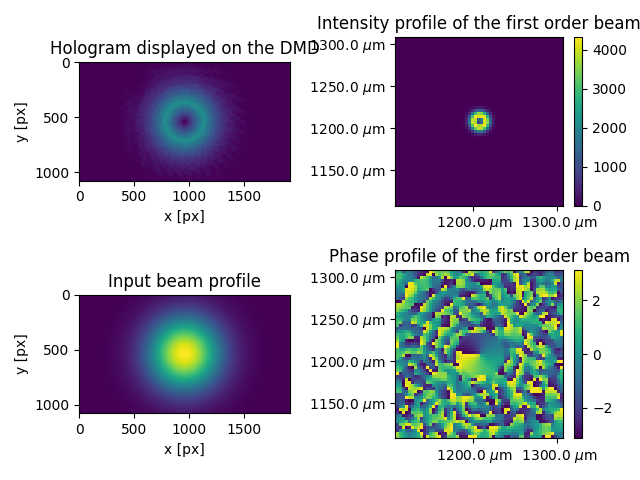 Hologram displayed on the DMD
0
500
1000
y [px]
0 500 1000 1500
x [px]
Intensity profile of the first order beam
1300.0 µm
1250.0 µm
1200.0 µm
1150.0 µm
1200.0 µm 1300.0 µm
4000
3000
2000
1000
0
Input beam profile
0
500
1000
y [px]
0 500 1000 1500
x [px]
Phase profile of the first order beam
1300.0 µm
1250.0 µm
1200.0 µm
1150.0 µm
1200.0 µm 1300.0 µm
2
0
−2